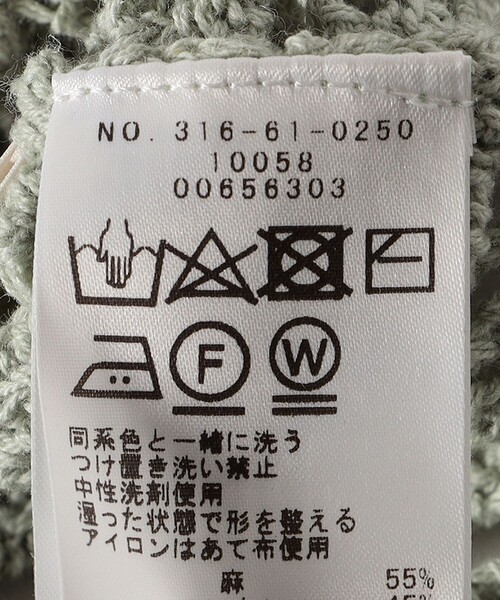 NO. 316-61-0250
10058
00656303
F W
同系色と一緒に洗う
つけ置き洗い禁止
中性洗剤使用
湿った状態で形を整える
アイロンはあて布使用
麻 55%